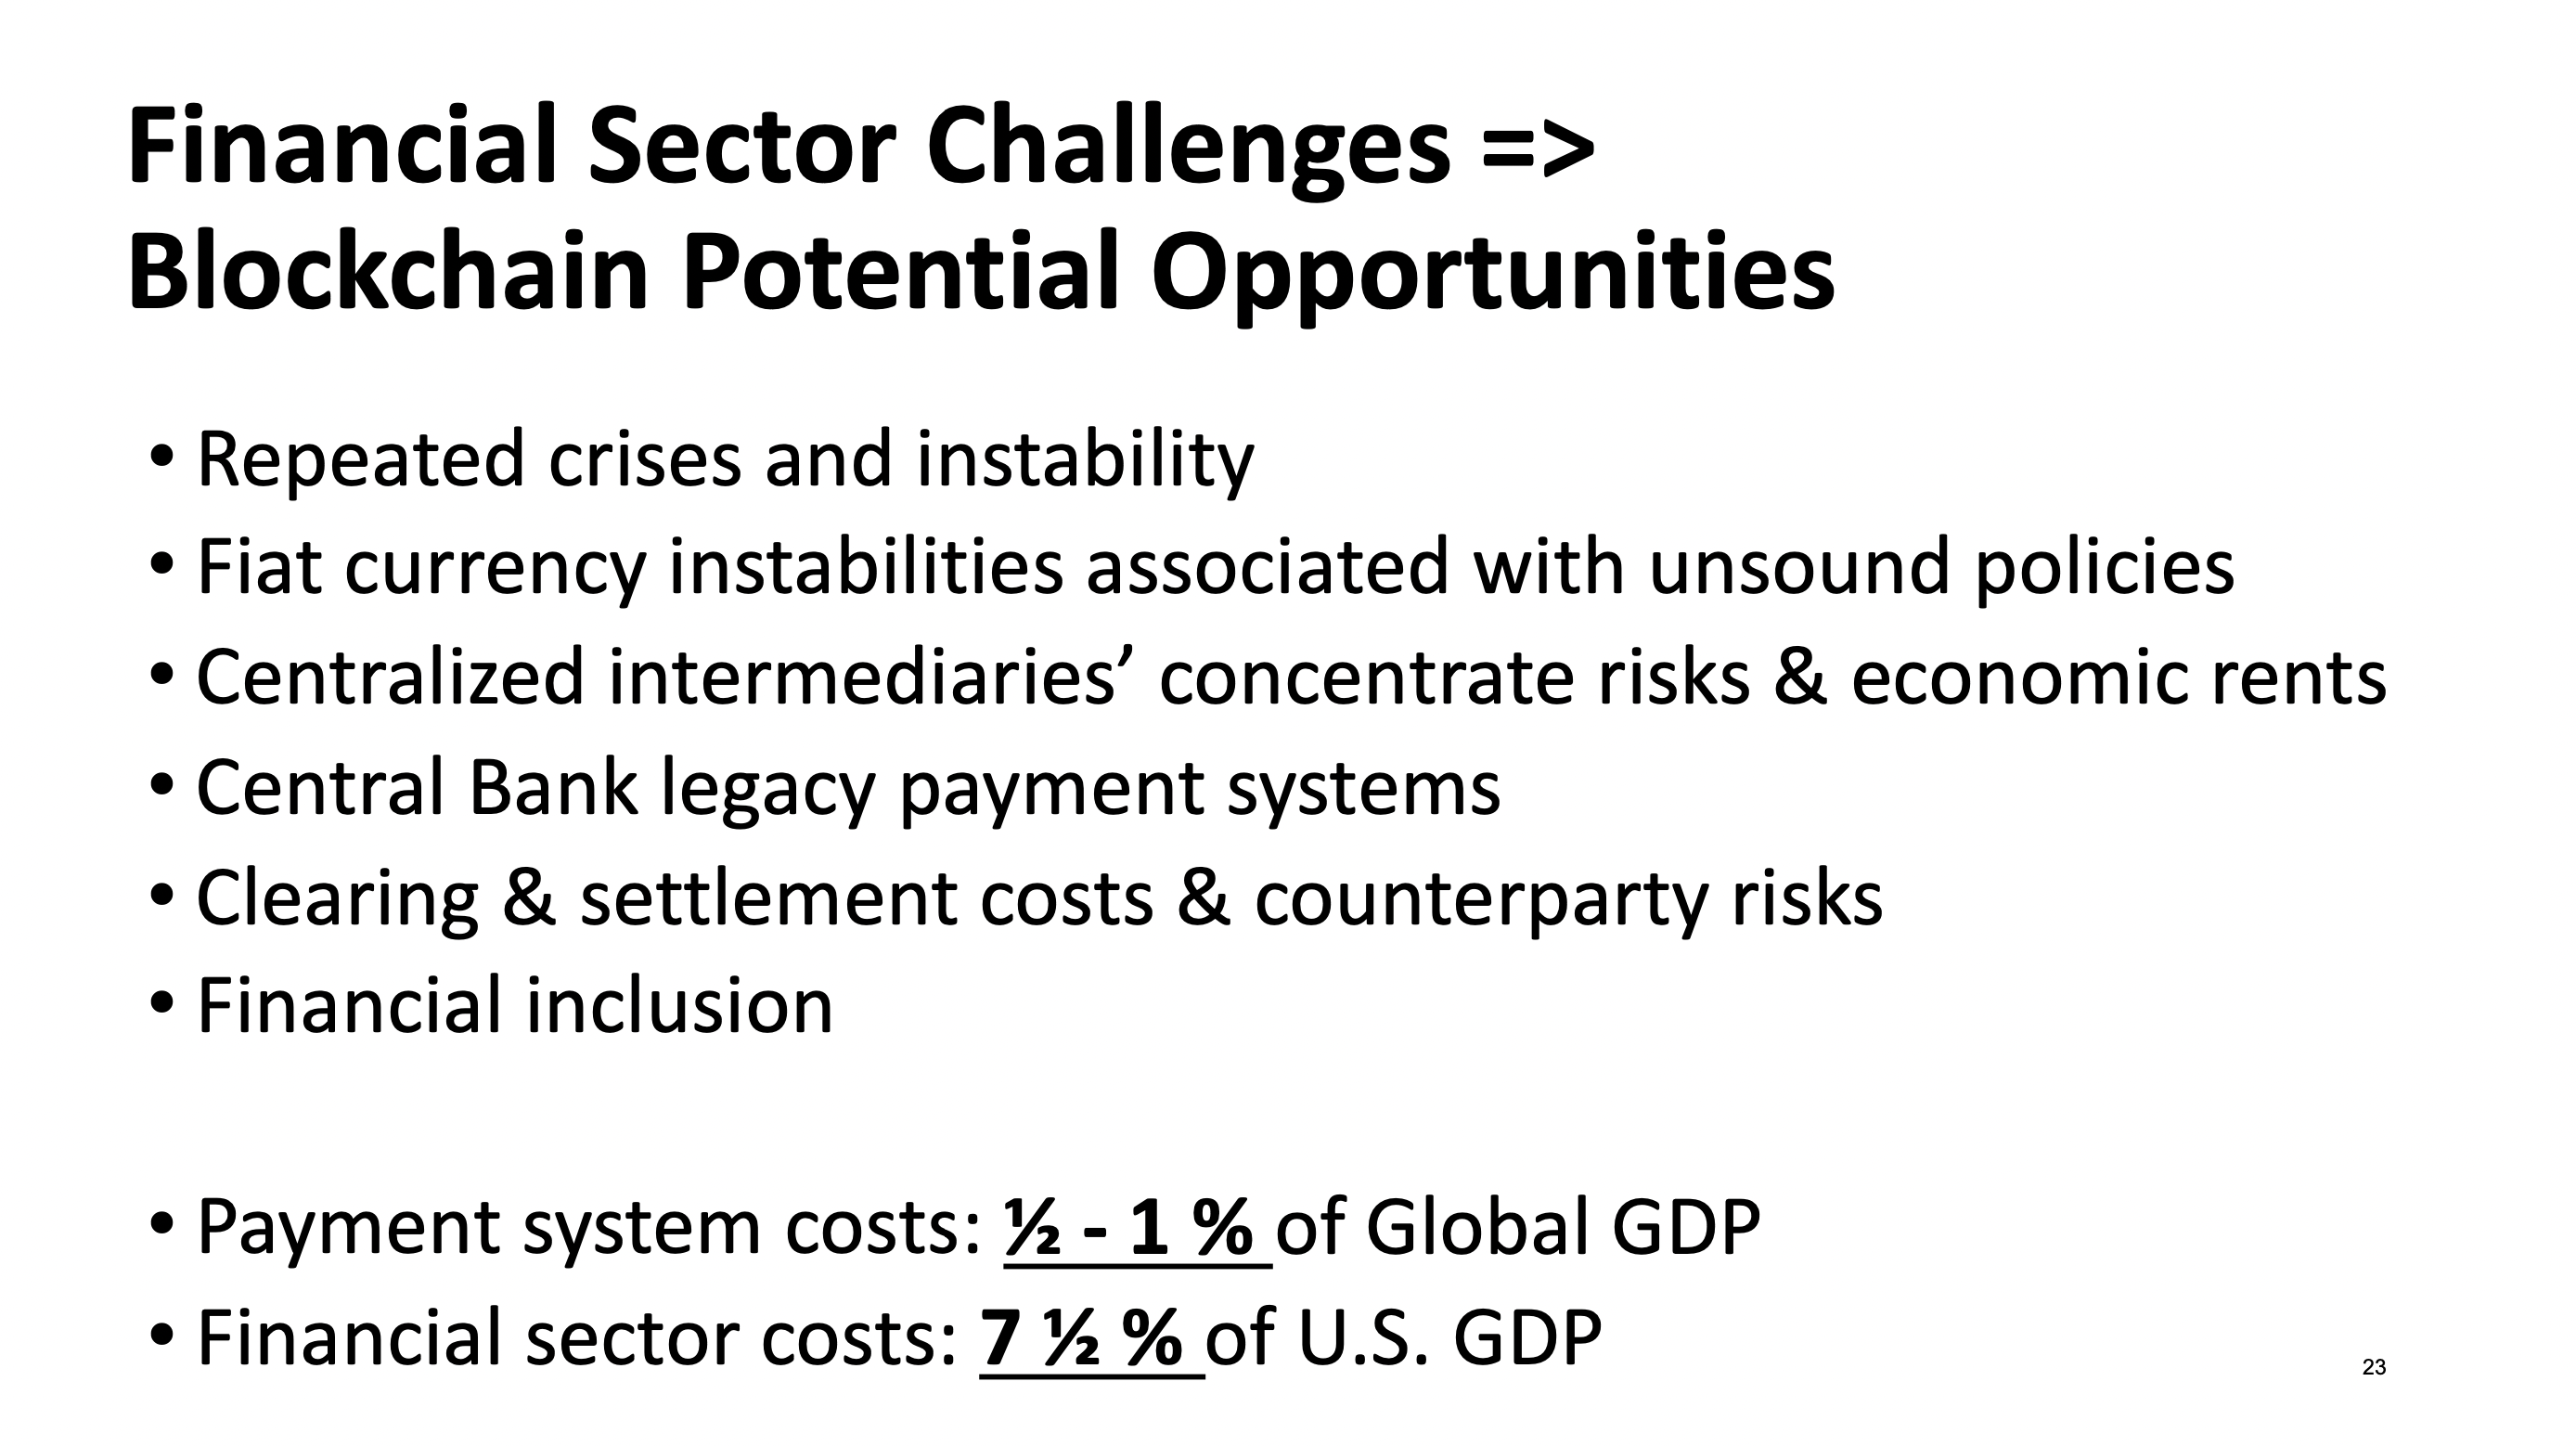 Financial Sector Challenges =>
Blockchain Potential Opportunities
• Repeated crises and instability
• Fiat currency instabilities associated with unsound policies
• Centralized intermediaries’ concentrate risks & economic rents
• Central Bank legacy payment systems
• Clearing & settlement costs & counterparty risks
• Financial inclusion
• Payment system costs: ½ - 1 % of Global GDP
• Financial sector costs: 7 ½ % of U.S. GDP
23